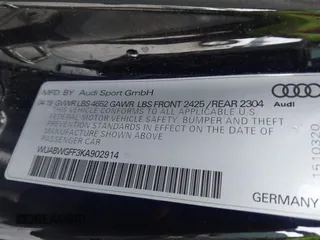 MFD. BY Audi Sport GmbH
04/19 GVWR LBS 4652 GAWR LBS FRONT 2425 /REAR 2304
THIS VEHICLE CONFORMS TO ALL APPLICABLE FEDERAL
MOTOR VEHICLE SAFETY, BUMPER AND THEFT
PREVENTION STANDARDS IN EFFECT ON THE
DATE OF MANUFACTURE SHOWN ABOVE.
PASSENGER CAR
WUABWGFF3KA902914
GERMANY
Audi
1510320